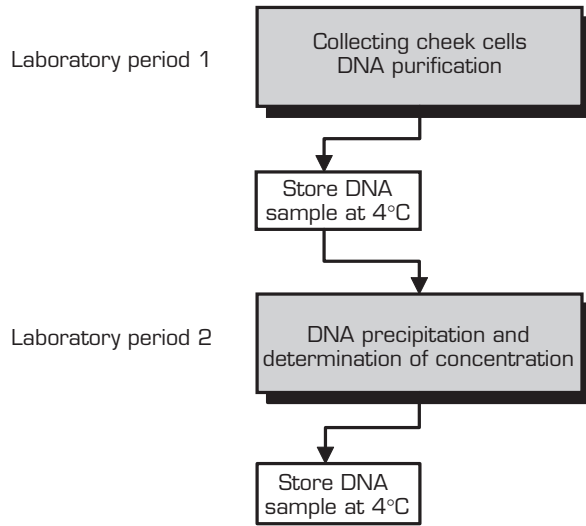 Laboratory period 1
Collecting cheek cells
DNA purification
Store DNA
sample at 4°C
Laboratory period 2
DNA precipitation and
determination of concentration
Store DNA
sample at 4°C